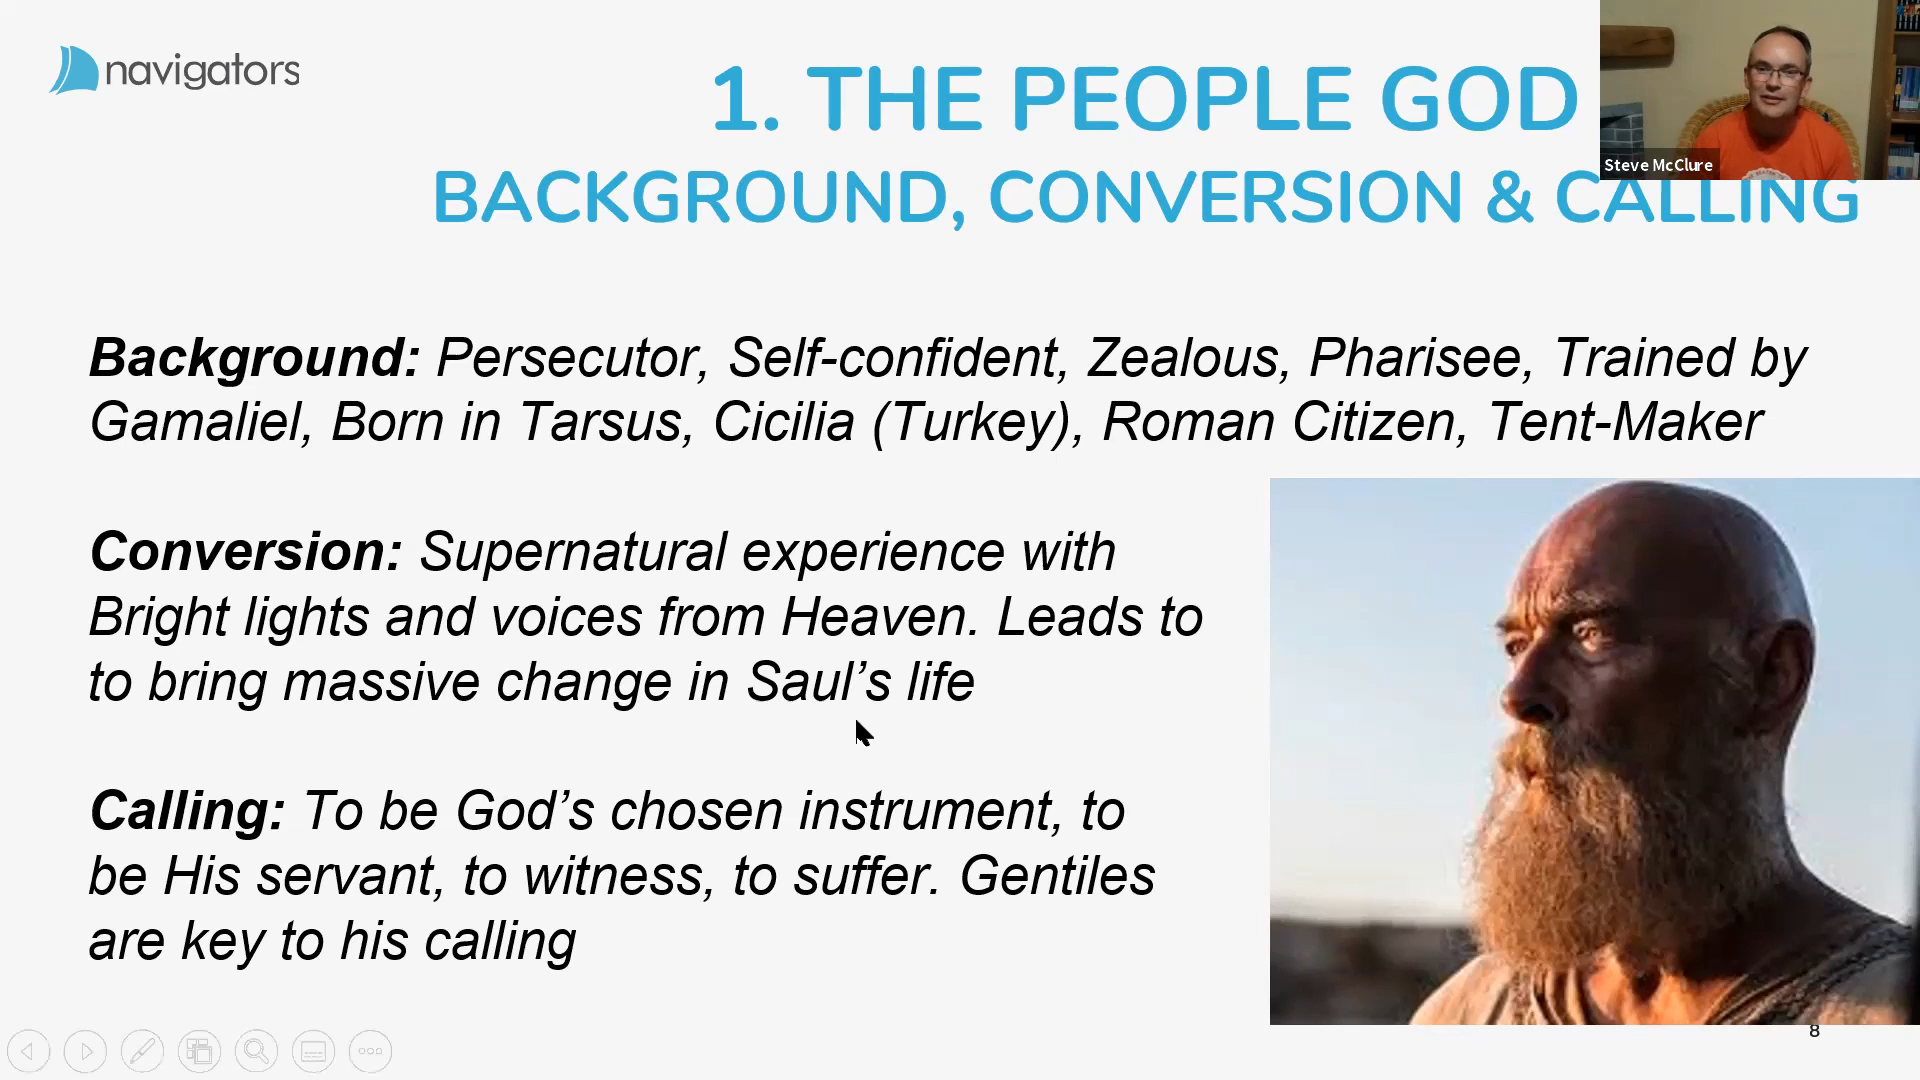 navigators
1. THE PEOPLE GOD
Steve McClure
BACKGROUND, CONVERSION & CALLING
Background: Persecutor, Self-confident, Zealous, Pharisee, Trained by
Gamaliel, Born in Tarsus, Cicilia (Turkey), Roman Citizen, Tent-Maker
Conversion: Supernatural experience with
Bright lights and voices from Heaven. Leads to
to bring massive change in Saul’s life
Calling: To be God’s chosen instrument, to
be His servant, to witness, to suffer. Gentiles
are key to his calling
8